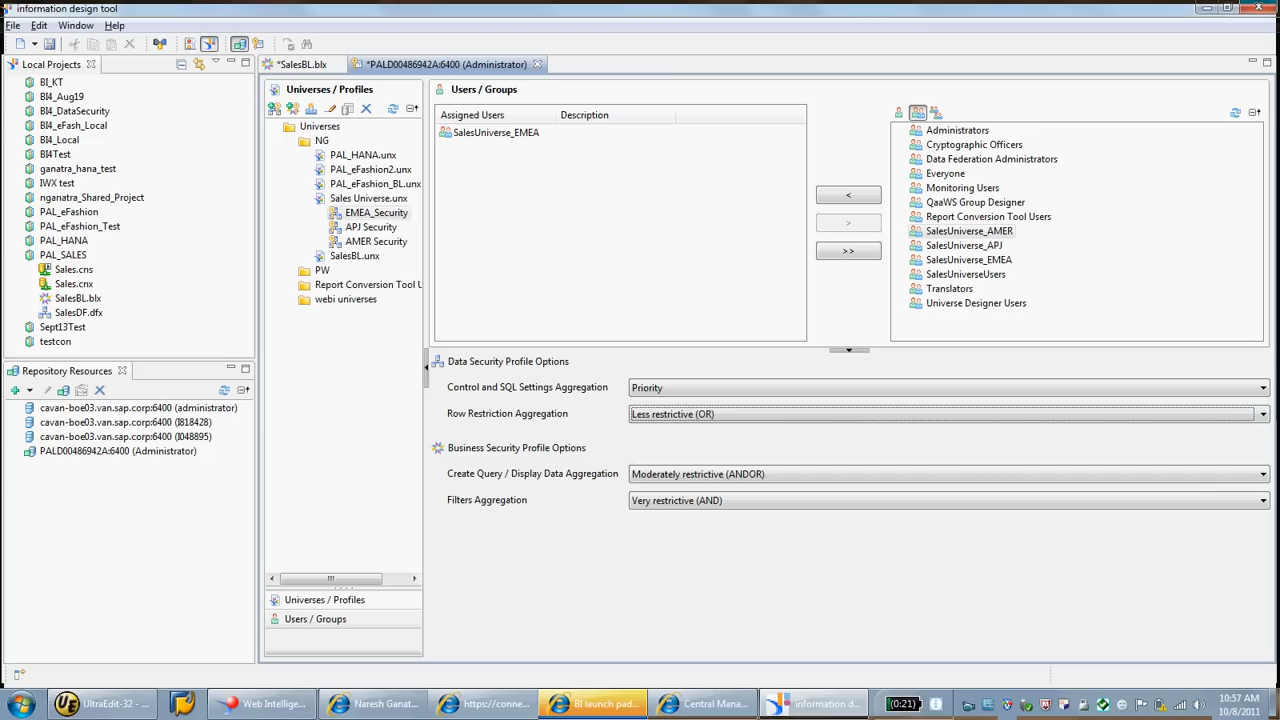 information design tool
File Edit Window Help
Local Projects
*SalesBL.blx
*PALD00486942A:6400 (Administrator)
BI_KT
BI4_Aug19
BI4_DataSecurity
BI4_eFash_Local
BI4_Local
BI4Test
ganatra_hana_test
IWX test
nganatra_Shared_Project
PAL_eFashion
PAL_eFashion_Test
PAL_HANA
PAL_SALES
Sales.cns
Sales.cnx
SalesBL.blx
SalesDF.dfx
Sept13Test
testcon
Repository Resources
cavan-boe03.van.sap.corp:6400 (administrator)
cavan-boe03.van.sap.corp:6400 (I818428)
cavan-boe03.van.sap.corp:6400 (I048895)
PALD00486942A:6400 (Administrator)
Universes / Profiles
Universes
NG
PAL_HANA.unx
PAL_eFashion2.unx
PAL_eFashion_BL.unx
Sales Universe.unx
EMEA_Security
APJ Security
AMER Security
SalesBL.unx
PW
Report Conversion Tool U
webi universes
Universes / Profiles
Users / Groups
Users / Groups
Assigned Users Description
SalesUniverse_EMEA
<
>
>>
Administrators
Cryptographic Officers
Data Federation Administrators
Everyone
Monitoring Users
QaaWS Group Designer
Report Conversion Tool Users
SalesUniverse_AMER
SalesUniverse_APJ
SalesUniverse_EMEA
SalesUniverseUsers
Translators
Universe Designer Users
Data Security Profile Options
Control and SQL Settings Aggregation Priority
Row Restriction Aggregation Less restrictive (OR)
Business Security Profile Options
Create Query / Display Data Aggregation Moderately restrictive (ANDOR)
Filters Aggregation Very restrictive (AND)
UltraEdit-32 - ...
Web Intellige...
Naresh Ganat...
https://conne...
BI launch pad...
Central Mana...
information d...
(0:21)
10:57 AM
10/8/2011